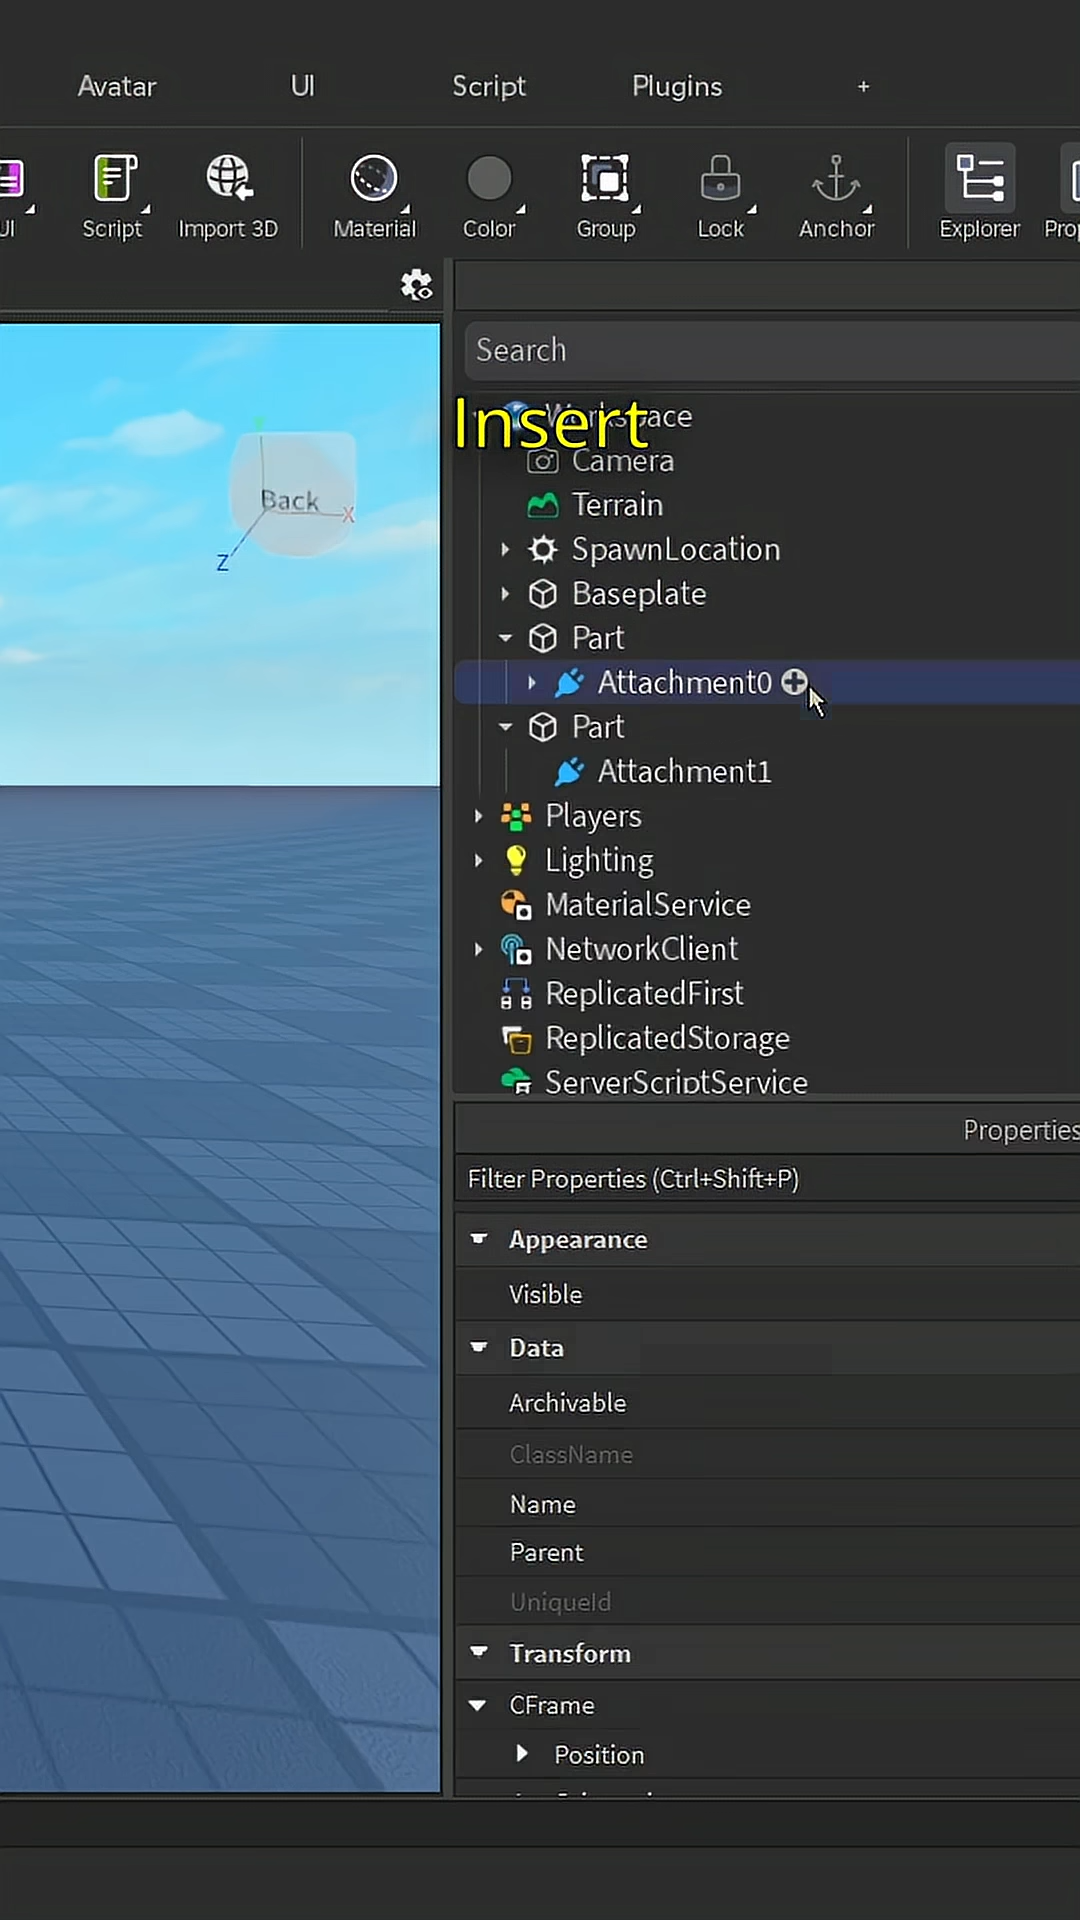 Avatar UI Script Plugins +
UI Script Import 3D Material Color Group Lock Anchor Explorer
Search
Workspace
Insert
Camera
Terrain
SpawnLocation
Baseplate
Part
Attachment0
Part
Attachment1
Players
Lighting
MaterialService
NetworkClient
ReplicatedFirst
ReplicatedStorage
ServerScriptService
Back
X
Z
Properties
Filter Properties (Ctrl+Shift+P)
Appearance
Visible
Data
Archivable
ClassName
Name
Parent
UniqueId
Transform
CFrame
Position